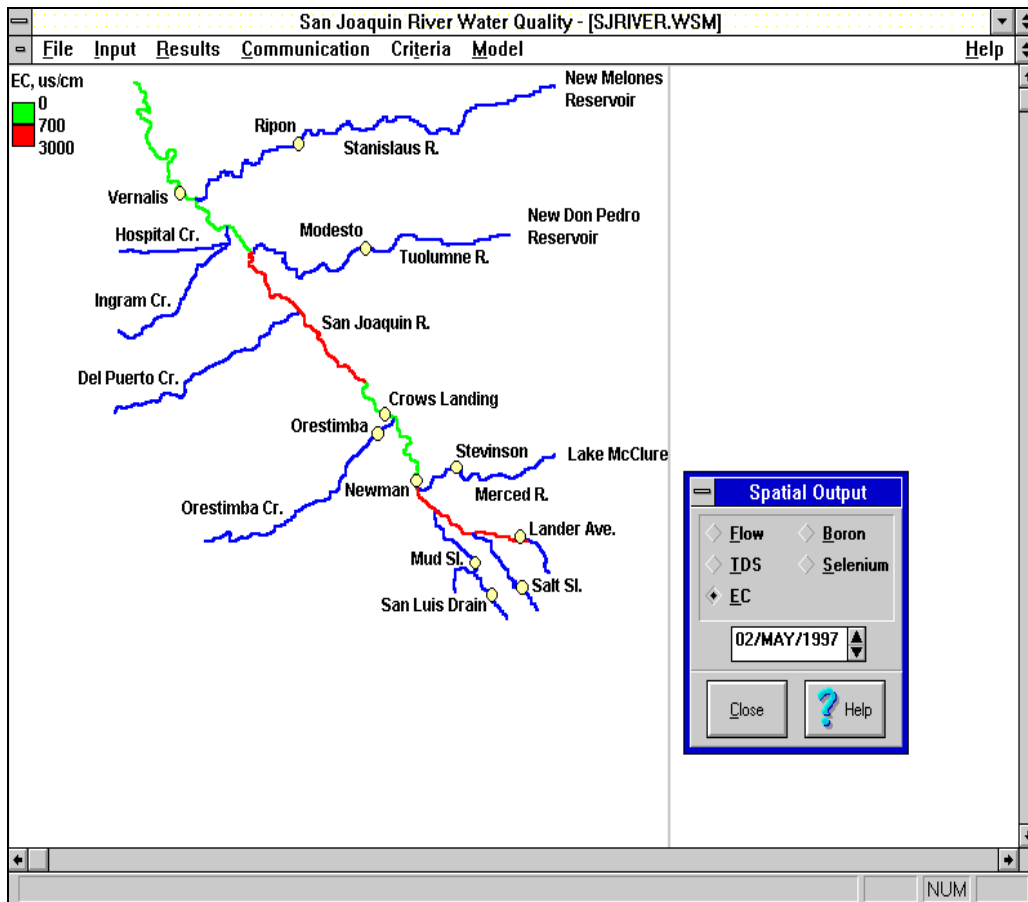 San Joaquin River Water Quality - [SJRIVER.WSM]
File Input Results Communication Criteria Model Help
EC, us/cm
0
700
3000
New Melones
Reservoir
Ripon
Stanislaus R.
Vernalis
New Don Pedro
Reservoir
Hospital Cr.
Modesto
Tuolumne R.
Ingram Cr.
San Joaquin R.
Del Puerto Cr.
Crows Landing
Orestimba
Stevinson
Lake McClure
Newman
Merced R.
Orestimba Cr.
Lander Ave.
Mud Sl.
Salt Sl.
San Luis Drain
Spatial Output
Flow Boron
TDS Selenium
EC
02/MAY/1997
Close ? Help
NUM